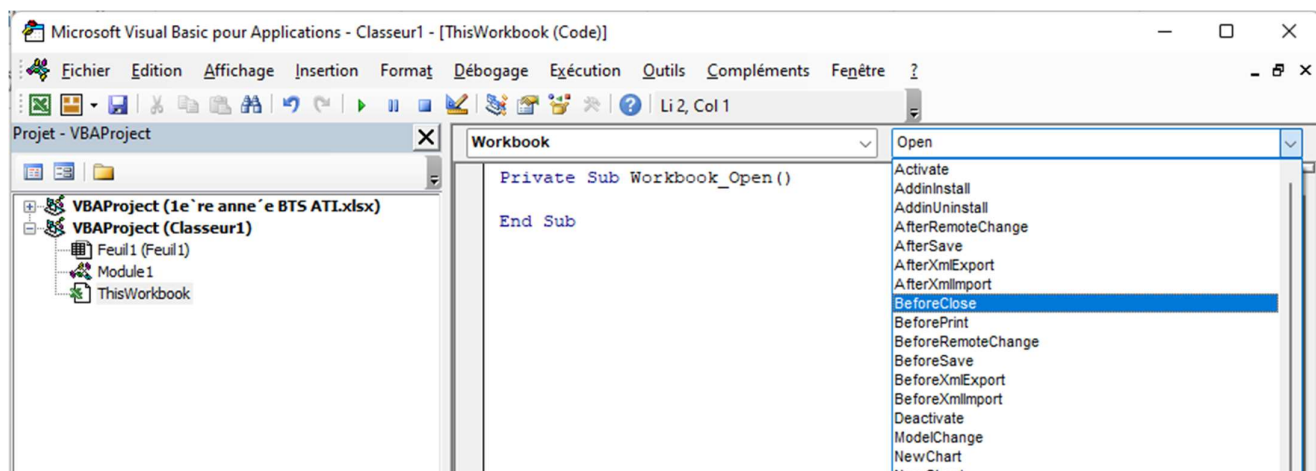 Microsoft Visual Basic pour Applications - Classeur1 - [ThisWorkbook (Code)]
Fichier Edition Affichage Insertion Format Débogage Exécution Outils Compléments Fenêtre ?
Li 2, Col 1
Projet - VBAProject
Workbook
Open
VBAProject (1e`re anne´e BTS ATI.xlsx)
VBAProject (Classeur1)
Feuil1 (Feuil1)
Module1
ThisWorkbook
Private Sub Workbook_Open()
End Sub
Activate
AddinInstall
AddinUninstall
AfterRemoteChange
AfterSave
AfterXmlExport
AfterXmlImport
BeforeClose
BeforePrint
BeforeRemoteChange
BeforeSave
BeforeXmlExport
BeforeXmlImport
Deactivate
ModelChange
NewChart